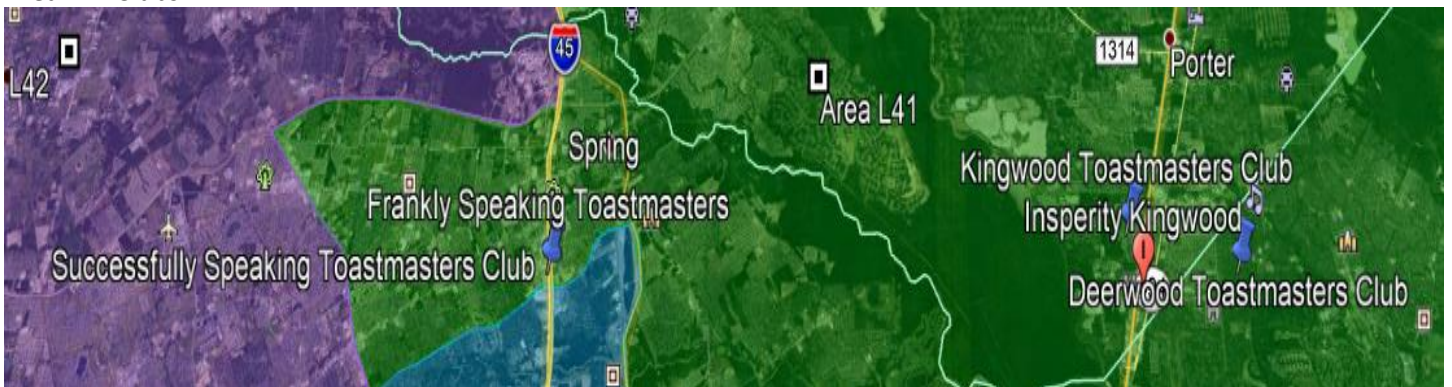 L42
45
Area L41
1314
Porter
Spring
Kingwood Toastmasters Club
Frankly Speaking Toastmasters
Insperity Kingwood
Successfully Speaking Toastmasters Club
Deerwood Toastmasters Club